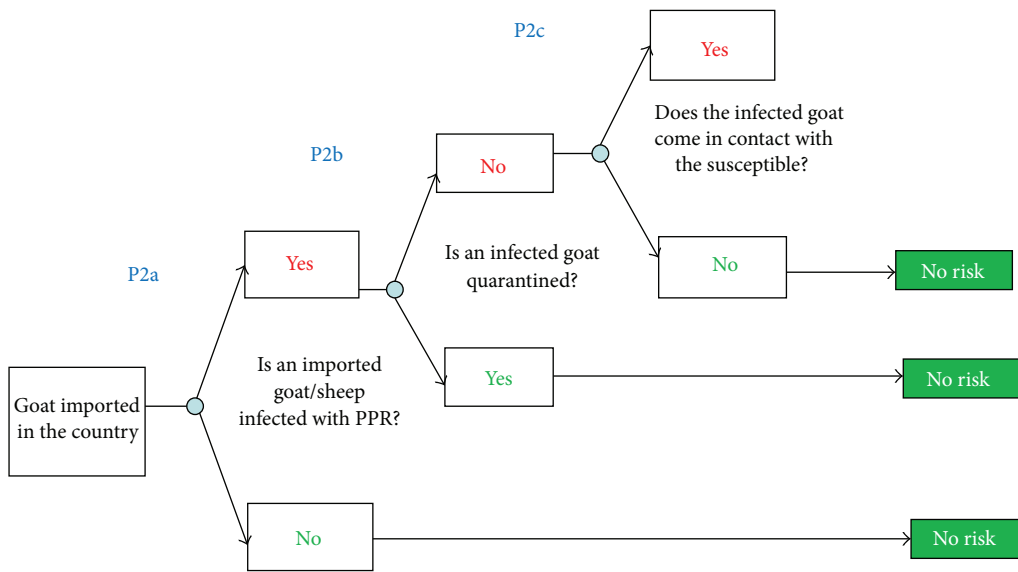 P2c
Yes
Does the infected goat
come in contact with
the susceptible?
P2b
No
Is an infected goat
quarantined?
No
No risk
P2a
Yes
Is an imported
goat/sheep
infected with PPR?
Yes
No risk
Goat imported
in the country
No
No risk